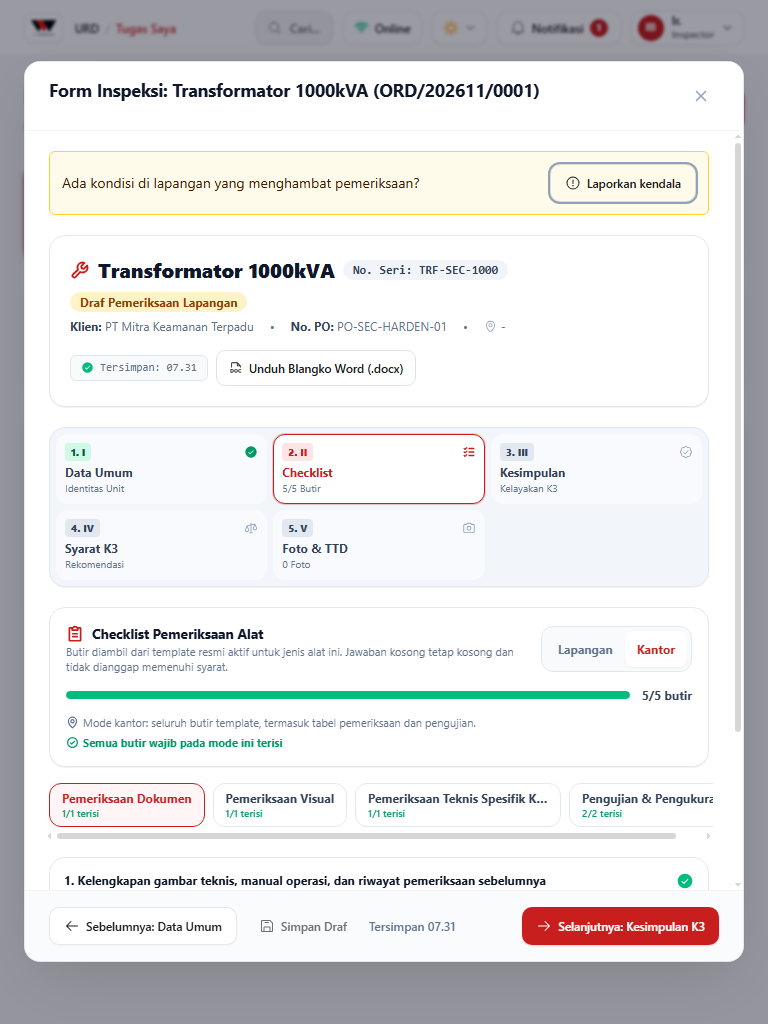 URD / Tugas Saya
Cari...
Online
Notifikasi
Inspector
Form Inspeksi: Transformator 1000kVA (ORD/202611/0001)
Ada kondisi di lapangan yang menghambat pemeriksaan?
Laporkan kendala
Transformator 1000kVA
No. Seri: TRF-SEC-1000
Draf Pemeriksaan Lapangan
Klien: PT Mitra Keamanan Terpadu • No. PO: PO-SEC-HARDEN-01 • -
Tersimpan: 07.31
Unduh Blangko Word (.docx)
1. I
Data Umum
Identitas Unit
2. II
Checklist
5/5 Butir
3. III
Kesimpulan
Kelayakan K3
4. IV
Syarat K3
Rekomendasi
5. V
Foto & TTD
0 Foto
Checklist Pemeriksaan Alat
Butir diambil dari template resmi aktif untuk jenis alat ini. Jawaban kosong tetap kosong dan
tidak dianggap memenuhi syarat.
Lapangan
Kantor
5/5 butir
Mode kantor: seluruh butir template, termasuk tabel pemeriksaan dan pengujian.
Semua butir wajib pada mode ini terisi
Pemeriksaan Dokumen
1/1 terisi
Pemeriksaan Visual
1/1 terisi
Pemeriksaan Teknis Spesifik K...
1/1 terisi
Pengujian & Pengukura
2/2 terisi
1. Kelengkapan gambar teknis, manual operasi, dan riwayat pemeriksaan sebelumnya
Sebelumnya: Data Umum
Simpan Draf
Tersimpan 07.31
Selanjutnya: Kesimpulan K3